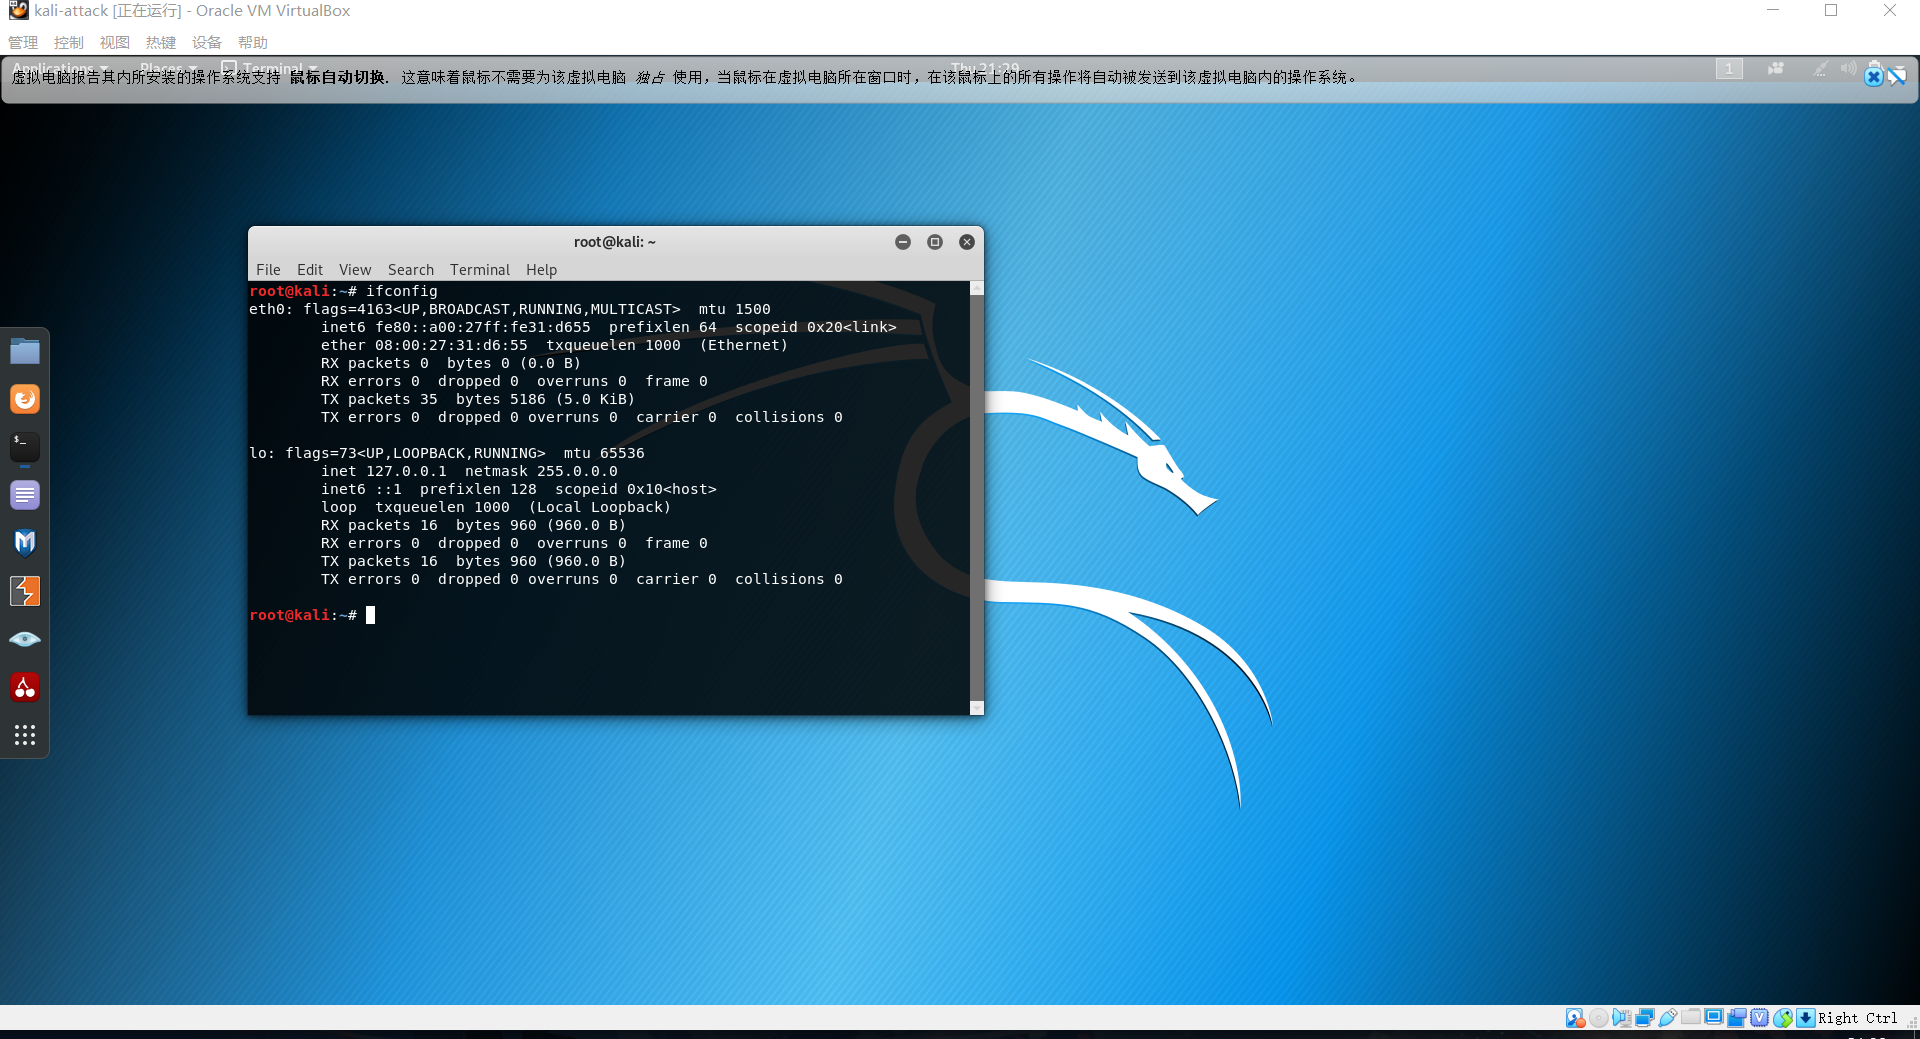 kali-attack [正在运行] - Oracle VM VirtualBox
管理 控制 视图 热键 设备 帮助
Applications Places Terminal Thu 21:29 1
虚拟电脑报告其内所安装的操作系统支持 鼠标自动切换. 这意味着鼠标不需要为该虚拟电脑 独占 使用，当鼠标在虚拟电脑所在窗口时，在该鼠标上的所有操作将自动被发送到该虚拟电脑内的操作系统。
root@kali: ~
File Edit View Search Terminal Help
root@kali:~# ifconfig
eth0: flags=4163<UP,BROADCAST,RUNNING,MULTICAST>  mtu 1500
inet6 fe80::a00:27ff:fe31:d655  prefixlen 64  scopeid 0x20<link>
ether 08:00:27:31:d6:55  txqueuelen 1000  (Ethernet)
RX packets 0  bytes 0 (0.0 B)
RX errors 0  dropped 0  overruns 0  frame 0
TX packets 35  bytes 5186 (5.0 KiB)
TX errors 0  dropped 0 overruns 0  carrier 0  collisions 0
lo: flags=73<UP,LOOPBACK,RUNNING>  mtu 65536
inet 127.0.0.1  netmask 255.0.0.0
inet6 ::1  prefixlen 128  scopeid 0x10<host>
loop  txqueuelen 1000  (Local Loopback)
RX packets 16  bytes 960 (960.0 B)
RX errors 0  dropped 0  overruns 0  frame 0
TX packets 16  bytes 960 (960.0 B)
TX errors 0  dropped 0 overruns 0  carrier 0  collisions 0
root@kali:~#
Right Ctrl